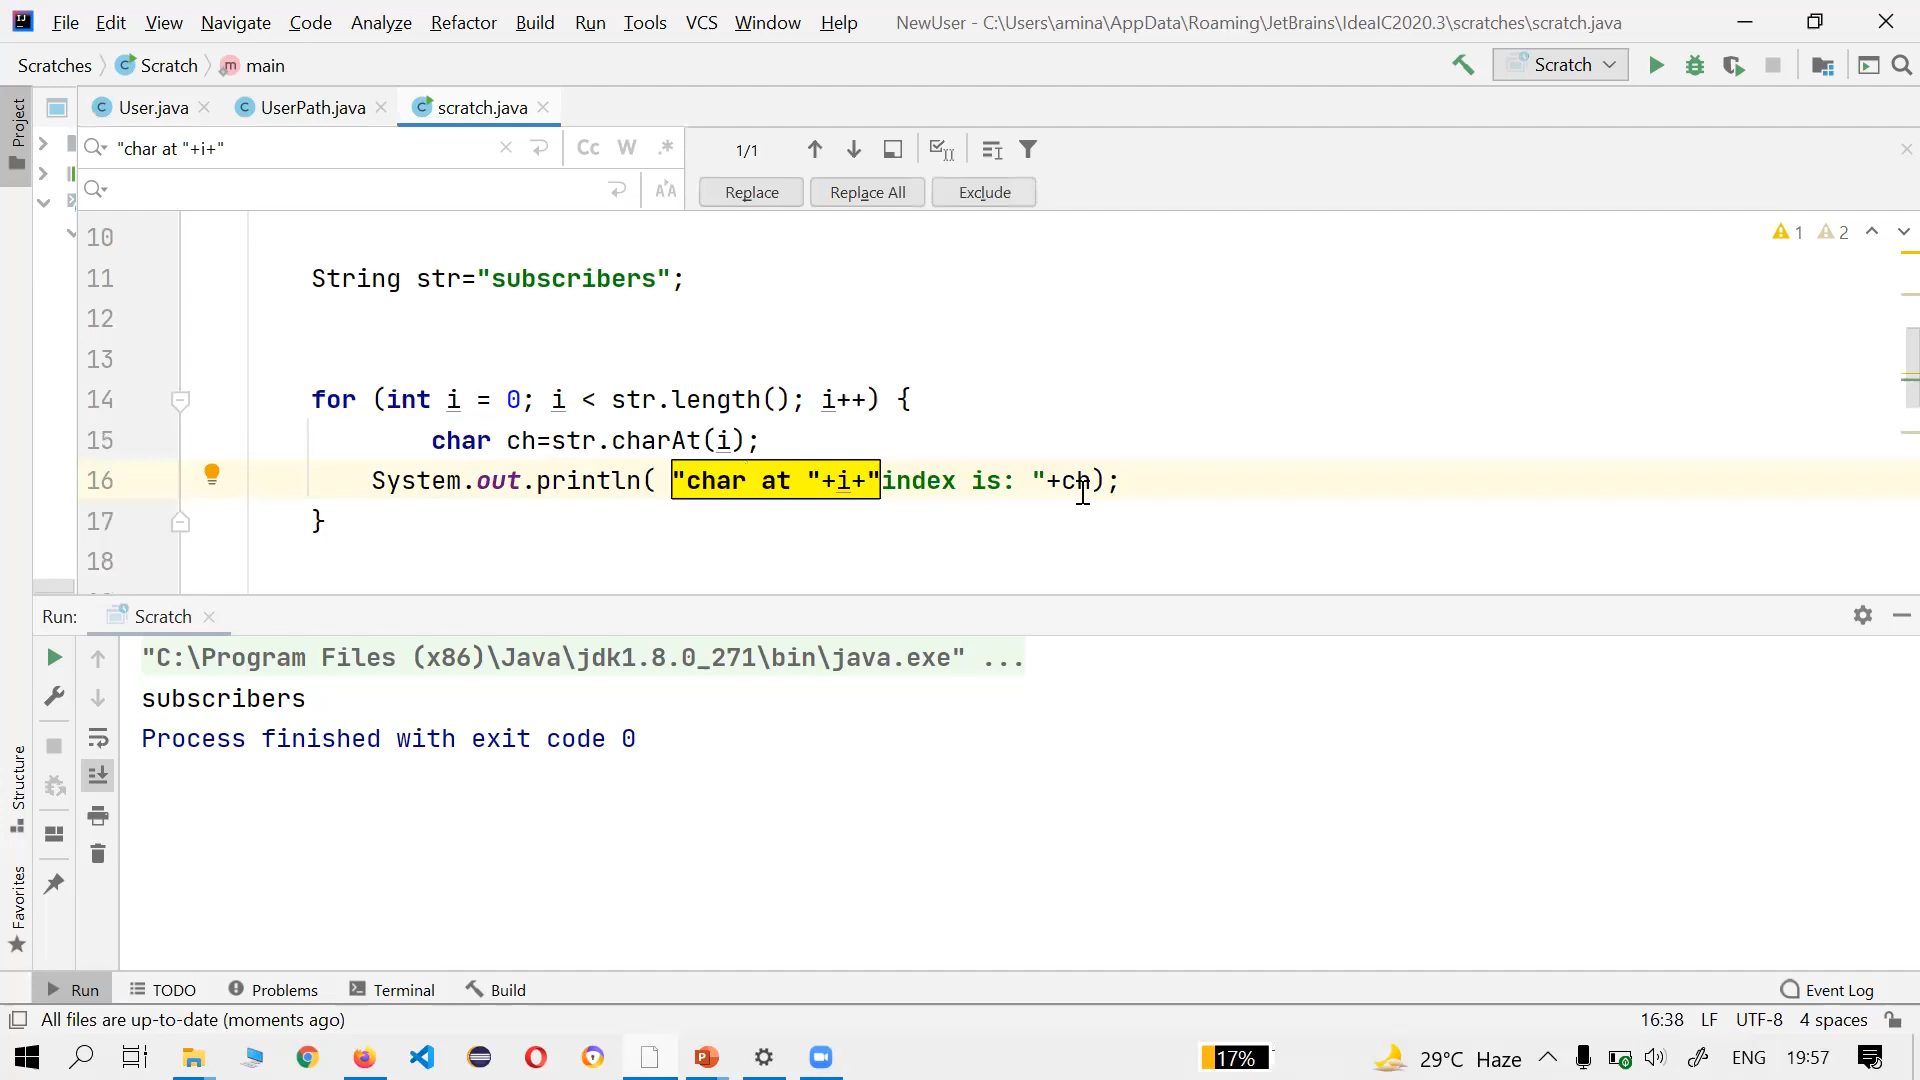 File Edit View Navigate Code Analyze Refactor Build Run Tools VCS Window Help NewUser - C:\Users\amina\AppData\Roaming\JetBrains\IdeaIC2020.3\scratches\scratch.java
Scratches Scratch main Scratch
User.java UserPath.java scratch.java
"char at "+i+" Cc W .* 1/1
Replace Replace All Exclude
10 1 2
11 String str="subscribers";
12
13
14 for (int i = 0; i < str.length(); i++) {
15 char ch=str.charAt(i);
16 System.out.println( "char at "+i+"index is: "+ch);
17 }
18
Run: Scratch
"C:\Program Files (x86)\Java\jdk1.8.0_271\bin\java.exe" ...
subscribers
Process finished with exit code 0
Project
Structure
Favorites
Run TODO Problems Terminal Build Event Log
All files are up-to-date (moments ago) 16:38 LF UTF-8 4 spaces
17% 29°C Haze ENG 19:57